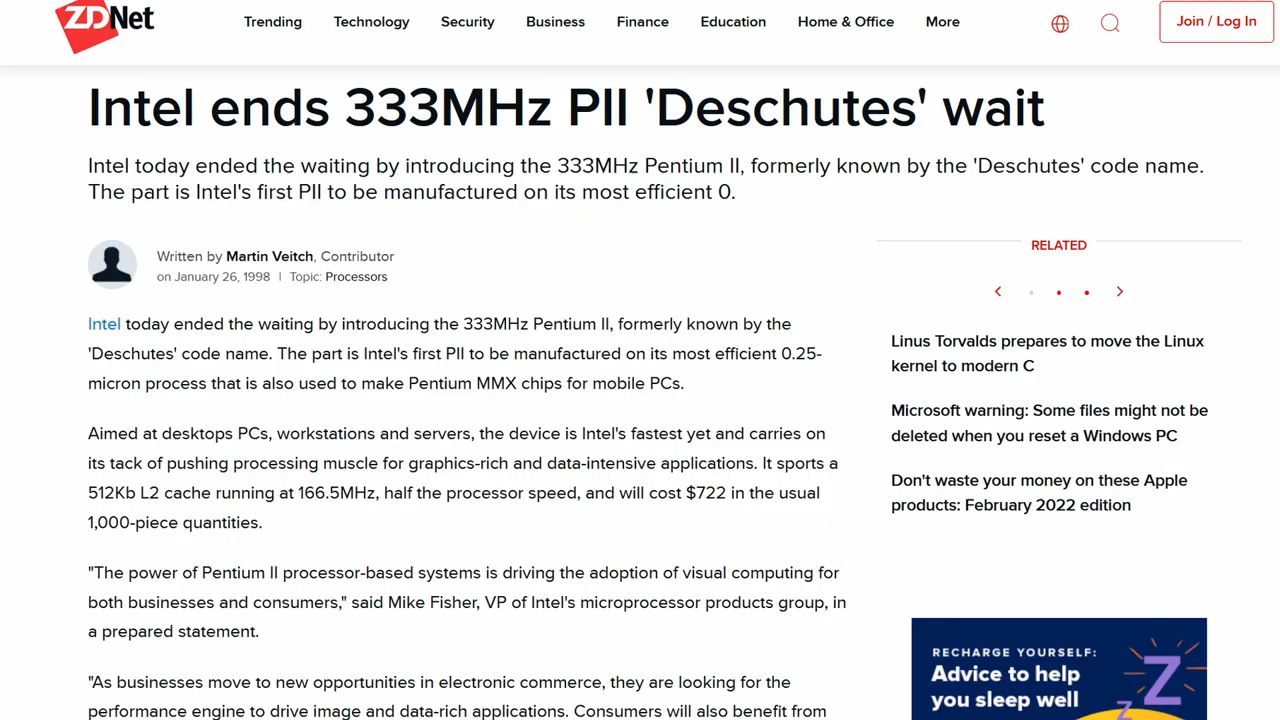 ZDNet
Trending
Technology
Security
Business
Finance
Education
Home & Office
More
Join / Log In
Intel ends 333MHz PII 'Deschutes' wait
Intel today ended the waiting by introducing the 333MHz Pentium II, formerly known by the 'Deschutes' code name.
The part is Intel's first PII to be manufactured on its most efficient 0.
Written by Martin Veitch, Contributor
on January 26, 1998 | Topic: Processors
Intel today ended the waiting by introducing the 333MHz Pentium II, formerly known by the
'Deschutes' code name. The part is Intel's first PII to be manufactured on its most efficient 0.25-
micron process that is also used to make Pentium MMX chips for mobile PCs.
Aimed at desktops PCs, workstations and servers, the device is Intel's fastest yet and carries on
its tack of pushing processing muscle for graphics-rich and data-intensive applications. It sports a
512Kb L2 cache running at 166.5MHz, half the processor speed, and will cost $722 in the usual
1,000-piece quantities.
"The power of Pentium II processor-based systems is driving the adoption of visual computing for
both businesses and consumers," said Mike Fisher, VP of Intel's microprocessor products group, in
a prepared statement.
"As businesses move to new opportunities in electronic commerce, they are looking for the
performance engine to drive image and data-rich applications. Consumers will also benefit from
RELATED
Linus Torvalds prepares to move the Linux
kernel to modern C
Microsoft warning: Some files might not be
deleted when you reset a Windows PC
Don't waste your money on these Apple
products: February 2022 edition
RECHARGE YOURSELF:
Advice to help
you sleep well
Z
Z